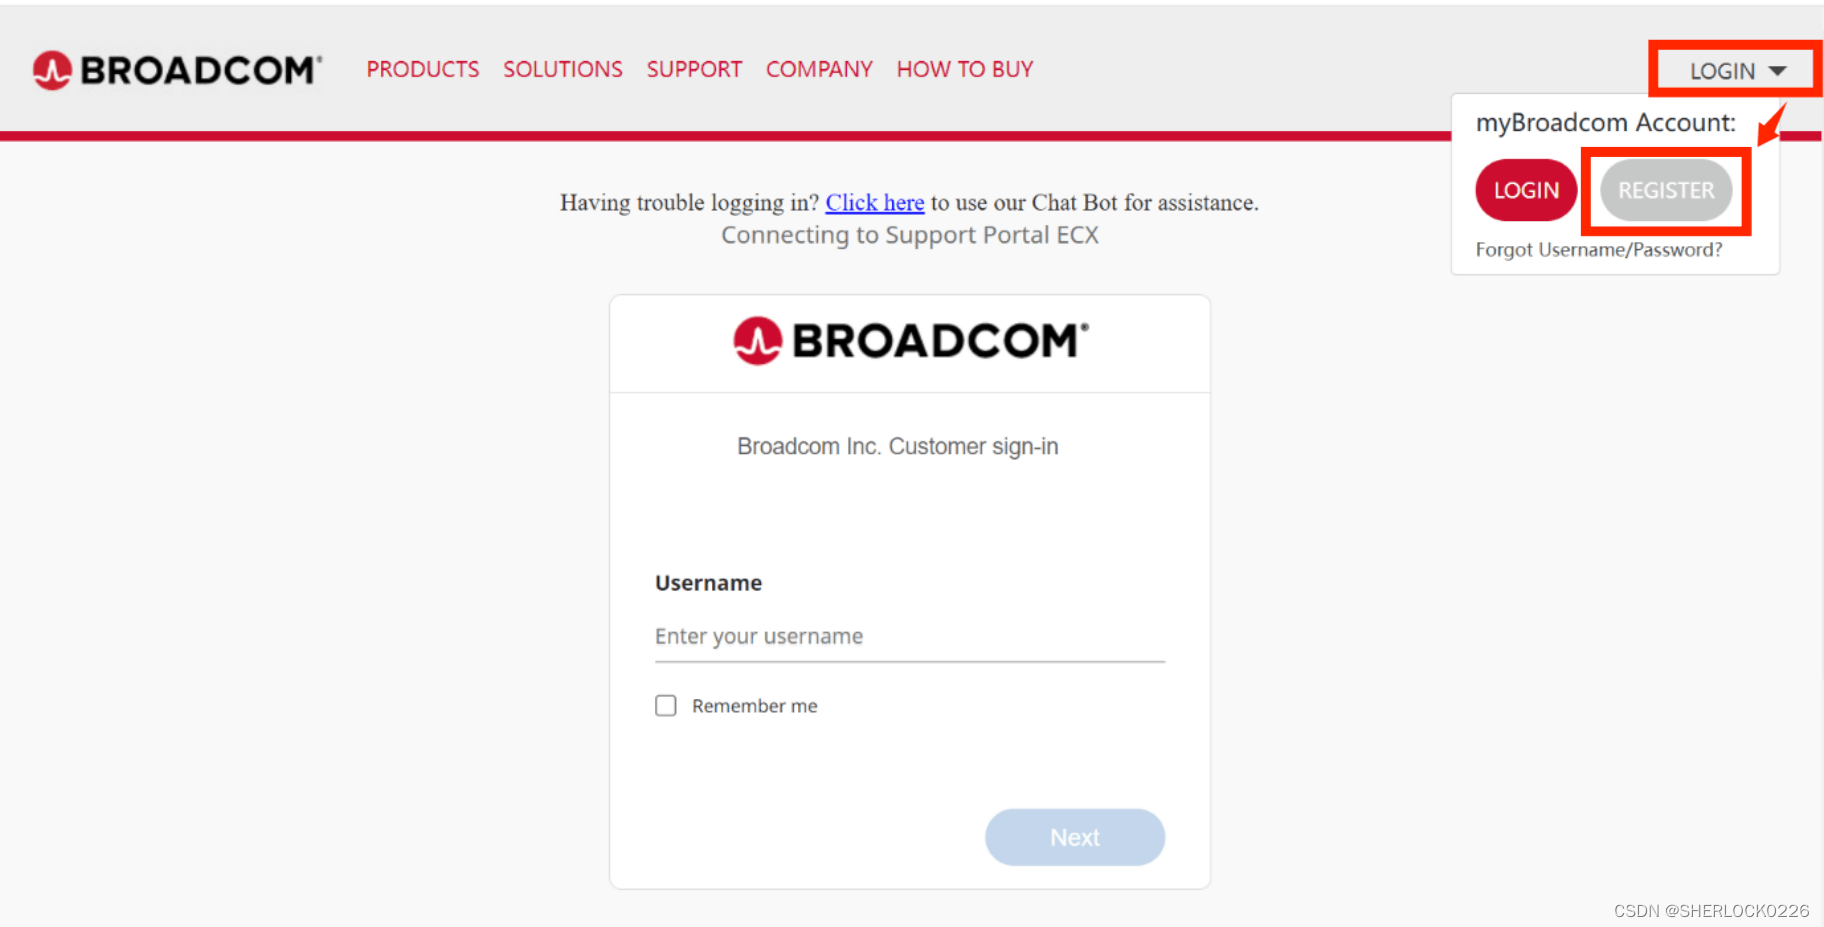 BROADCOM®
PRODUCTS SOLUTIONS SUPPORT COMPANY HOW TO BUY
LOGIN
myBroadcom Account:
LOGIN REGISTER
Forgot Username/Password?
Having trouble logging in? Click here to use our Chat Bot for assistance.
Connecting to Support Portal ECX
BROADCOM®
Broadcom Inc. Customer sign-in
Username
Enter your username
Remember me
Next
CSDN @SHERLOCK0226